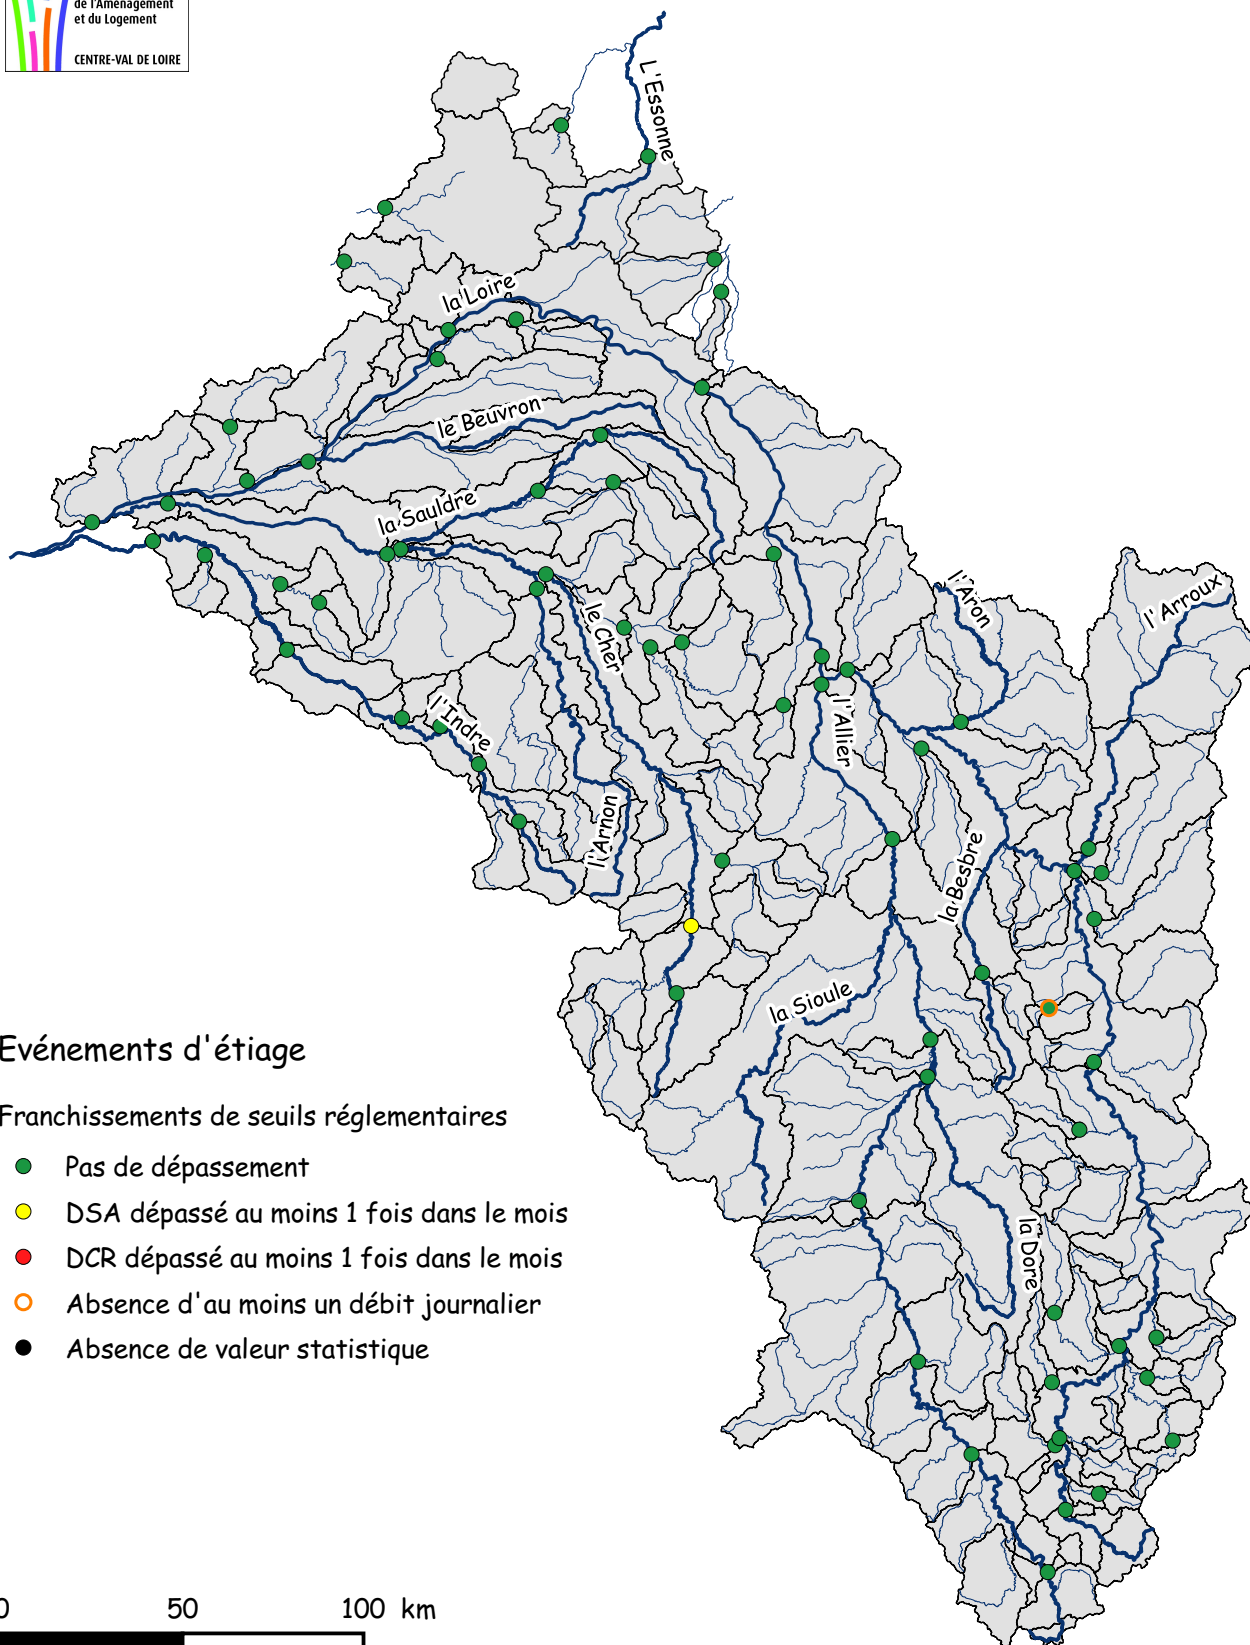 de l'Aménagement
et du Logement
CENTRE-VAL DE LOIRE
L'Essonne
la Loire
le Beuvron
la Sauldre
le Cher
l'Aron
l' Arroux
l'Indre
l'Allier
l'Arnon
la Besbre
la Sioule
la Dore
Evénements d'étiage
Franchissements de seuils réglementaires
Pas de dépassement
DSA dépassé au moins 1 fois dans le mois
DCR dépassé au moins 1 fois dans le mois
Absence d'au moins un débit journalier
Absence de valeur statistique
0 50 100 km